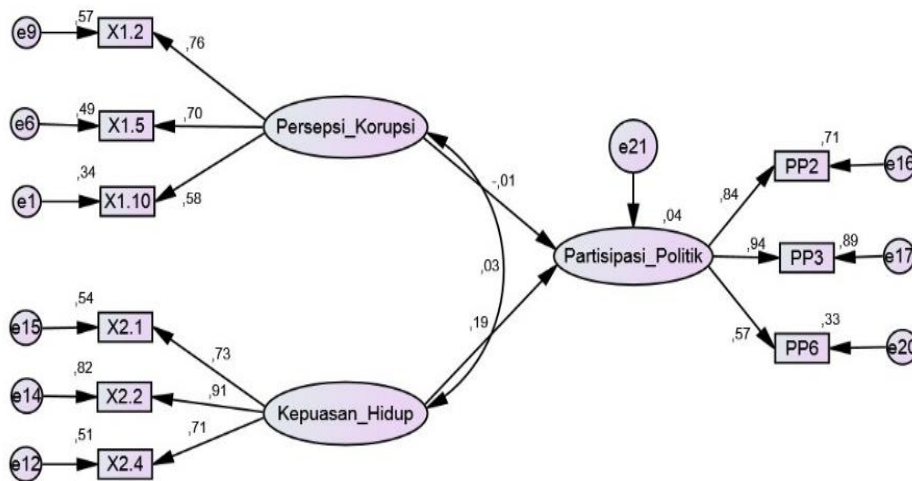 ,57
e9
X1.2
,76
,49
e6
X1.5
,70
Persepsi_Korupsi
,34
e1
X1.10
,58
e21
-,01
,04
Partisipasi_Politik
,71
PP2
e16
,84
,94
,89
PP3
e17
,03
,19
,57
,33
PP6
e20
,54
e15
X2.1
,73
,82
e14
X2.2
,91
Kepuasan_Hidup
,51
e12
X2.4
,71